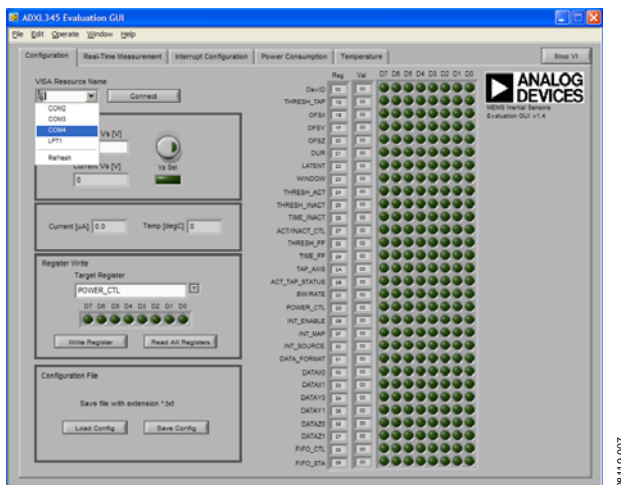 ADXL345 Evaluation GUI
File Edit Operate Window Help
Configuration Real-Time Measurement Interrupt Configuration Power Consumption Temperature Stop VI
VISA Resource Name
Connect
COM2
COM3
COM4
LPT1
Refresh
Vs [V]
Current Vs [V]
0
Vs Set
Current [uA] 0.0 Temp [degC] 0
Register Write
Target Register
POWER_CTL
D7 D6 D5 D4 D3 D2 D1 D0
Write Register Read All Registers
Configuration File
Save file with extension *.txt
Load Config Save Config
Reg Val D7 D6 D5 D4 D3 D2 D1 D0
DevID
THRESH_TAP
OFSX
OFSY
OFSZ
DUR
LATENT
WINDOW
THRESH_ACT
THRESH_INACT
TIME_INACT
ACT/INACT_CTL
THRESH_FF
TIME_FF
TAP_AXIS
ACT_TAP_STATUS
BW/RATE
POWER_CTL
INT_ENABLE
INT_MAP
INT_SOURCE
DATA_FORMAT
DATAX0
DATAX1
DATAY0
DATAY1
DATAZ0
DATAZ1
FIFO_CTL
FIFO_STA
ANALOG
DEVICES
MEMS Inertial Sensors
Evaluation GUI v1.4